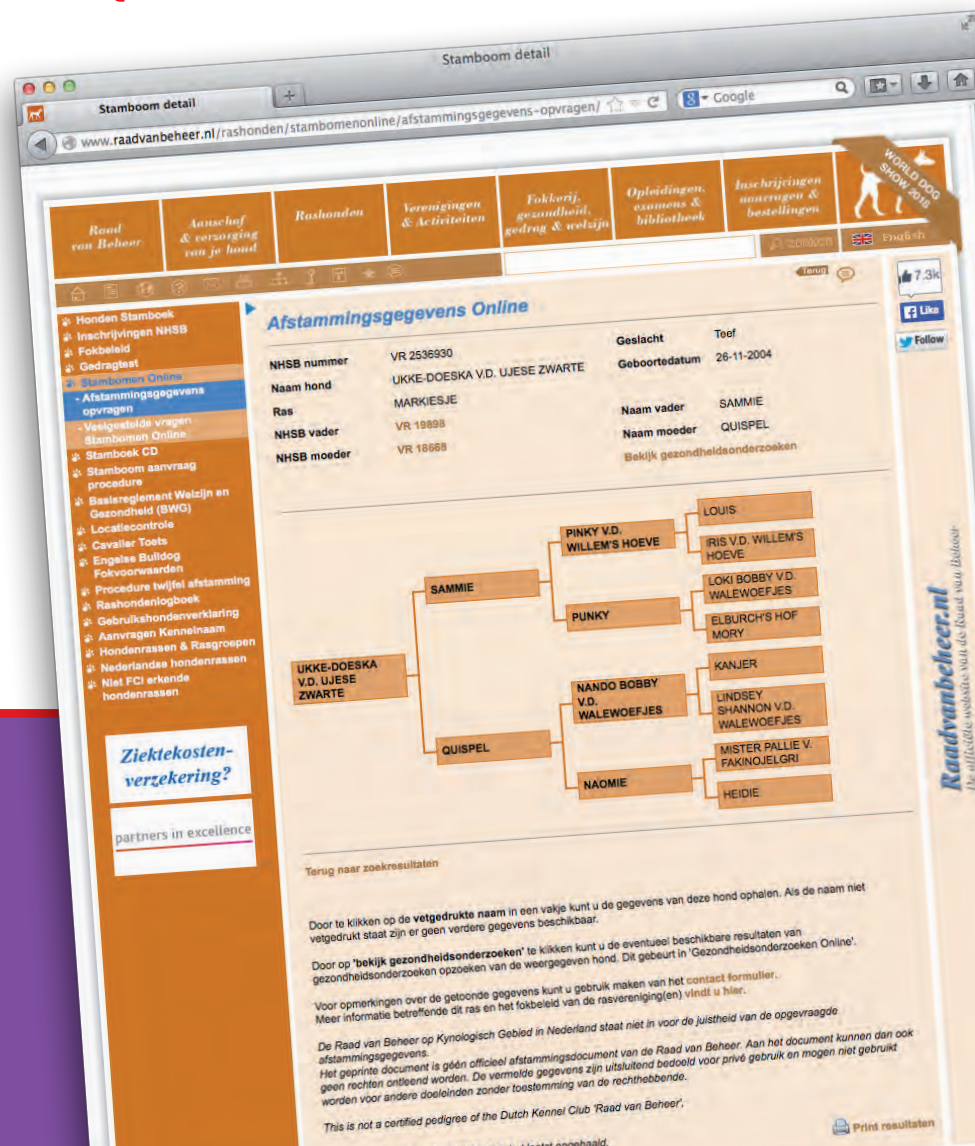 Stamboom detail
Stamboom detail
www.raadvanbeheer.nl/rashonden/stambomenonline/afstammingsgegevens-opvragen/
Google
WORLD DOG
SHOW 2018
Raad
van Beheer
Aanschaf
& verzorging
van je hond
Rashonden
Verenigingen
& Activiteiten
Fokkerij,
gezondheid,
gedrag & welzijn
Opleidingen,
examens &
bibliotheek
Inschrijvingen
aanvragen &
bestellingen
zoeken
English
Honden Stamboek
Inschrijvingen NHSB
Fokbeleid
Gedragtest
Stambomen Online
- Afstammingsgegevens
opvragen
- Veelgestelde vragen
Stambomen Online
Stamboek CD
Stamboom aanvraag
procedure
Basisreglement Welzijn en
Gezondheid (BWG)
Locatiecontrole
Cavalier Toets
Engelse Bulldog
Fokvoorwaarden
Procedure twijfel afstamming
Rashondenlogboek
Gebruikshondenverklaring
Aanvragen Kennelnaam
Hondenrassen & Rasgroepen
Nederlandse hondenrassen
Niet FCI erkende
hondenrassen
Ziektekosten-
verzekering?
partners in excellence
Terug
Afstammingsgegevens Online
NHSB nummer VR 2536930 Geslacht Teef
Naam hond UKKE-DOESKA V.D. UJESE ZWARTE Geboortedatum 26-11-2004
Ras MARKIESJE
NHSB vader VR 19898 Naam vader SAMMIE
NHSB moeder VR 18668 Naam moeder QUISPEL
Bekijk gezondheidsonderzoeken
UKKE-DOESKA
V.D. UJESE
ZWARTE
SAMMIE
QUISPEL
PINKY V.D.
WILLEM'S HOEVE
PUNKY
NANDO BOBBY
V.D.
WALEWOEFJES
NAOMIE
LOUIS
IRIS V.D. WILLEM'S
HOEVE
LOKI BOBBY V.D.
WALEWOEFJES
ELBURCH'S HOF
MORY
KANJER
LINDSEY
SHANNON V.D.
WALEWOEFJES
MISTER PALLIE V.
FAKINOJELGRI
HEIDIE
Terug naar zoekresultaten
Door te klikken op de vetgedrukte naam in een vakje kunt u de gegevens van deze hond ophalen. Als de naam niet
vetgedrukt staat zijn er geen verdere gegevens beschikbaar.
Door op 'bekijk gezondheidsonderzoeken' te klikken kunt u de eventueel beschikbare resultaten van
gezondheidsonderzoeken opzoeken van de weergegeven hond. Dit gebeurt in 'Gezondheidsonderzoeken Online'.
Voor opmerkingen over de getoonde gegevens kunt u gebruik maken van het contact formulier.
Meer informatie betreffende dit ras en het fokbeleid van de rasvereniging(en) vindt u hier.
De Raad van Beheer op Kynologisch Gebied in Nederland staat niet in voor de juistheid van de opgevraagde
afstammingsgegevens.
Het geprinte document is géén officieel afstammingsdocument van de Raad van Beheer. Aan het document kunnen dan ook
geen rechten ontleend worden. De vermelde gegevens zijn uitsluitend bedoeld voor privé gebruik en mogen niet gebruikt
worden voor andere doeleinden zonder toestemming van de rechthebbende.
This is not a certified pedigree of the Dutch Kennel Club 'Raad van Beheer'.
Print resultaten
7.3k
Like
Follow
Raadvanbeheer.nl
De officiële website van de Raad van Beheer